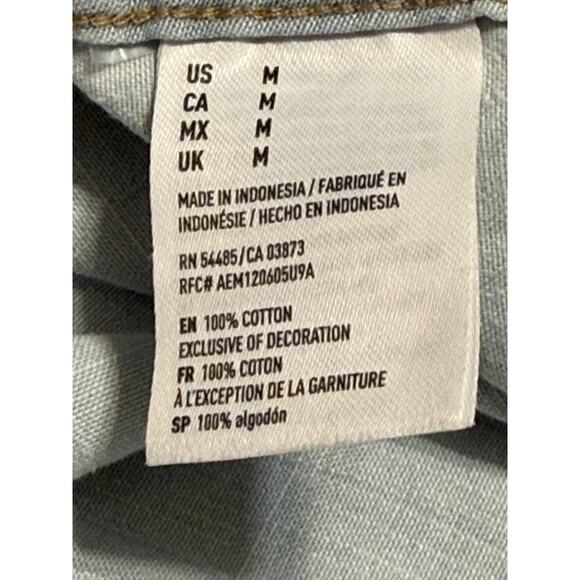 US M
CA M
MX M
UK M
MADE IN INDONESIA / FABRIQUÉ EN
INDONÉSIE / HECHO EN INDONESIA
RN 54485/CA 03873
RFC# AEM120605U9A
EN 100% COTTON
EXCLUSIVE OF DECORATION
FR 100% COTON
À L'EXCEPTION DE LA GARNITURE
SP 100% algodón